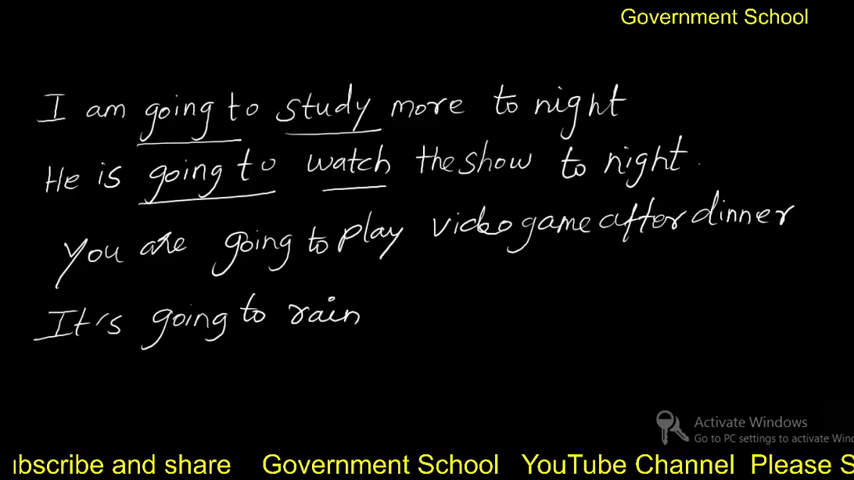 Government School
I am going to study more to night
He is going to watch the show to night.
You are going to play video game after dinner
It's going to rain
Activate Windows
Go to PC settings to activate Win
ubscribe and share Government School YouTube Channel Please S